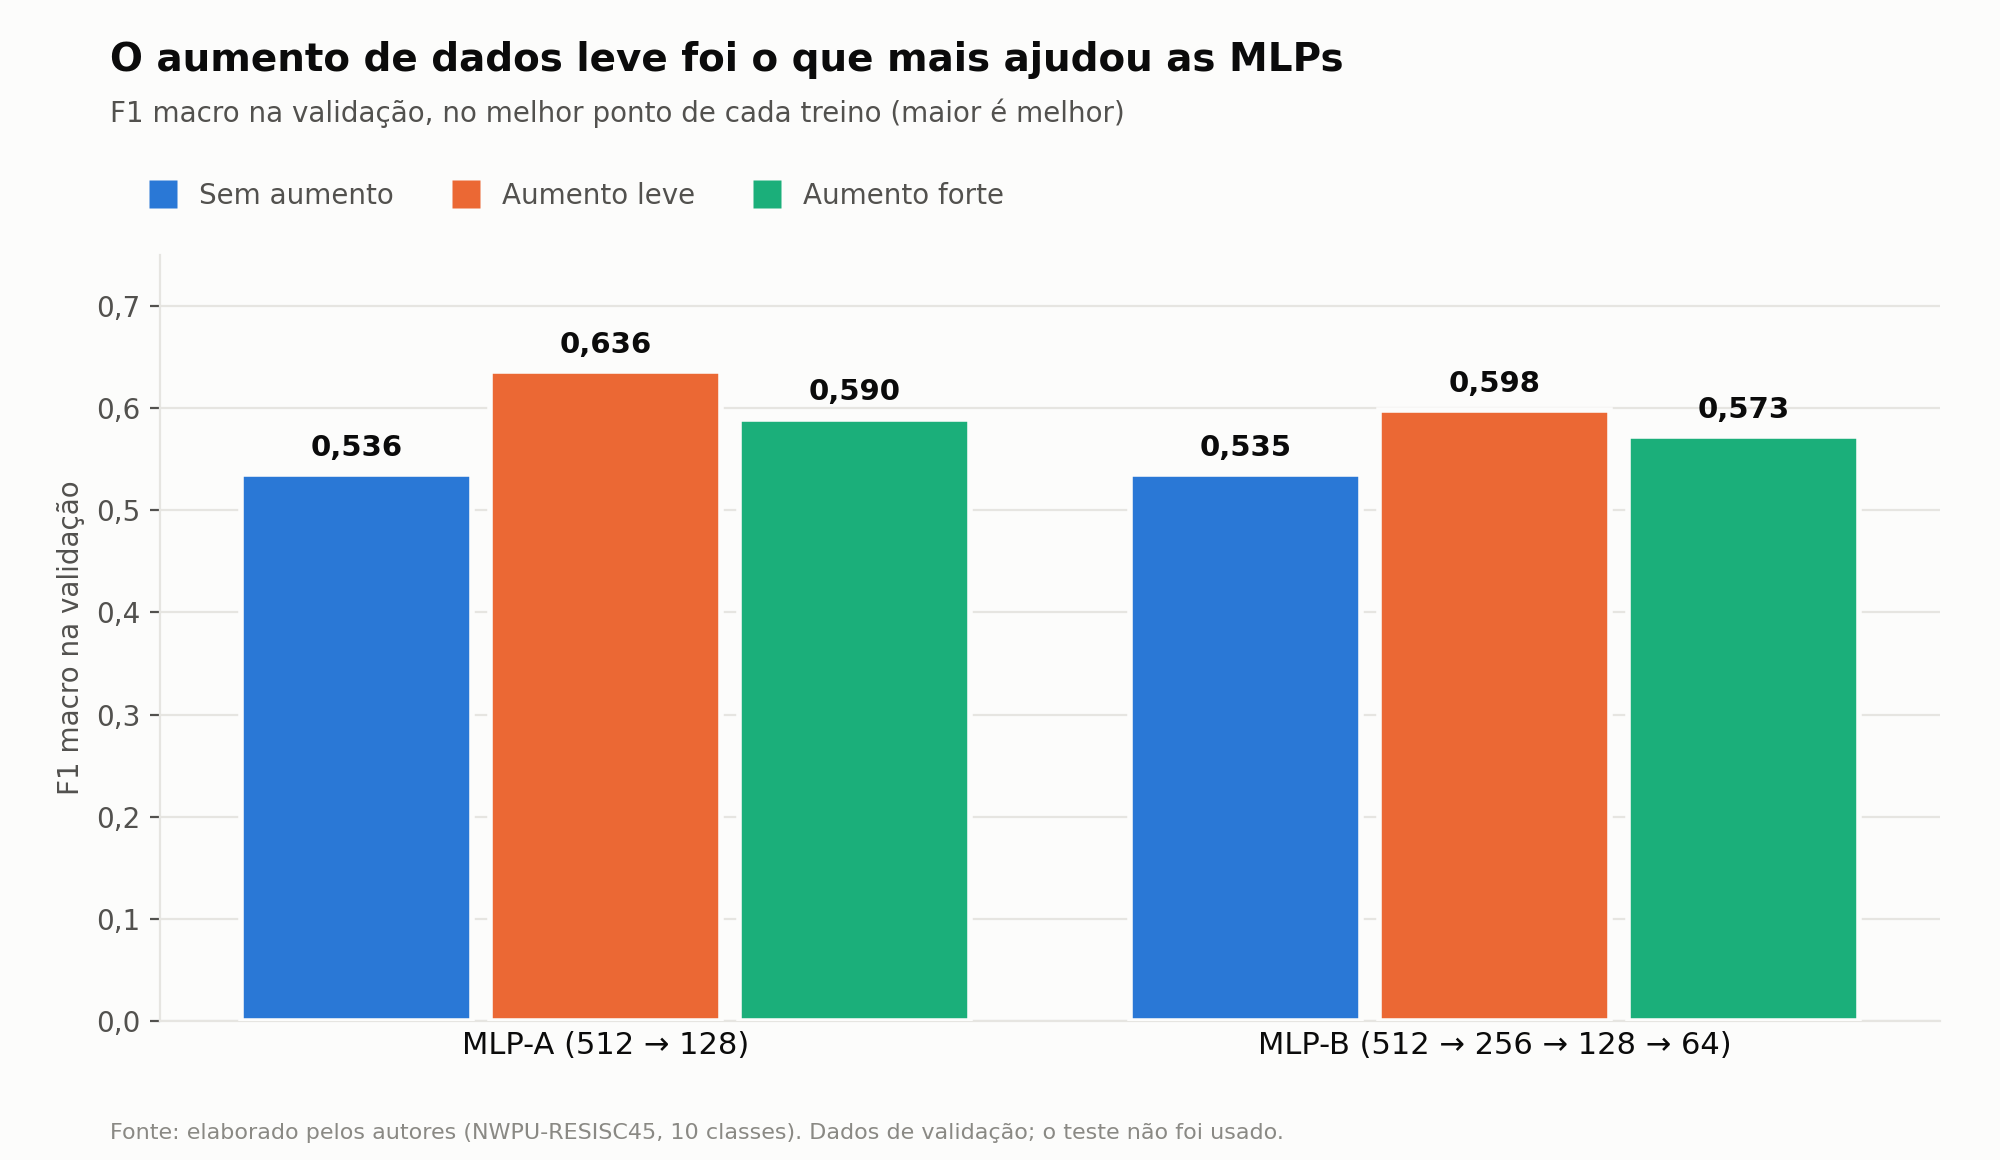 O aumento de dados leve foi o que mais ajudou as MLPs
F1 macro na validação, no melhor ponto de cada treino (maior é melhor)
Sem aumento
Aumento leve
Aumento forte
F1 macro na validação
0,7
0,6
0,5
0,4
0,3
0,2
0,1
0,0
0,536
0,636
0,590
0,535
0,598
0,573
MLP-A (512 → 128)
MLP-B (512 → 256 → 128 → 64)
Fonte: elaborado pelos autores (NWPU-RESISC45, 10 classes). Dados de validação; o teste não foi usado.